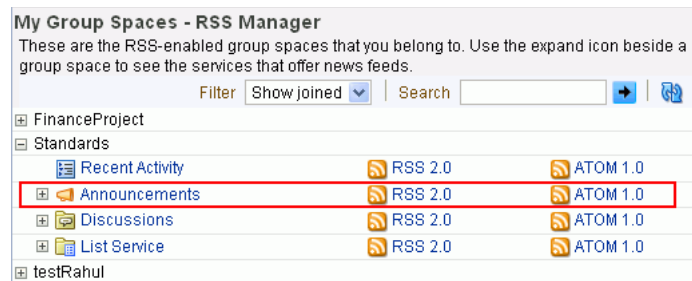 My Group Spaces - RSS Manager
These are the RSS-enabled group spaces that you belong to. Use the expand icon beside a
group space to see the services that offer news feeds.
Filter Show joined Search
FinanceProject
Standards
Recent Activity RSS 2.0 ATOM 1.0
Announcements RSS 2.0 ATOM 1.0
Discussions RSS 2.0 ATOM 1.0
List Service RSS 2.0 ATOM 1.0
testRahul